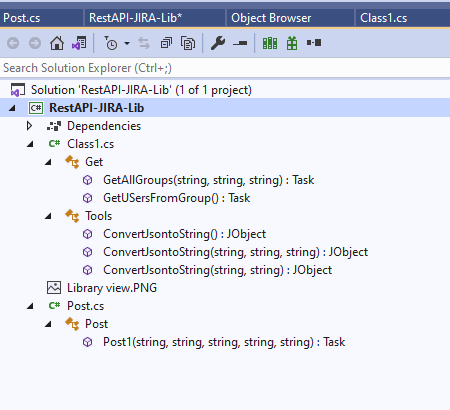 Post.cs RestAPI-JIRA-Lib* Object Browser Class1.cs
Search Solution Explorer (Ctrl+;)
Solution 'RestAPI-JIRA-Lib' (1 of 1 project)
C# RestAPI-JIRA-Lib
Dependencies
C# Class1.cs
Get
GetAllGroups(string, string, string) : Task
GetUSersFromGroup() : Task
Tools
ConvertJsontoString() : JObject
ConvertJsontoString(string, string, string) : JObject
ConvertJsontoString(string, string) : JObject
Library view.PNG
C# Post.cs
Post
Post1(string, string, string, string, string) : Task